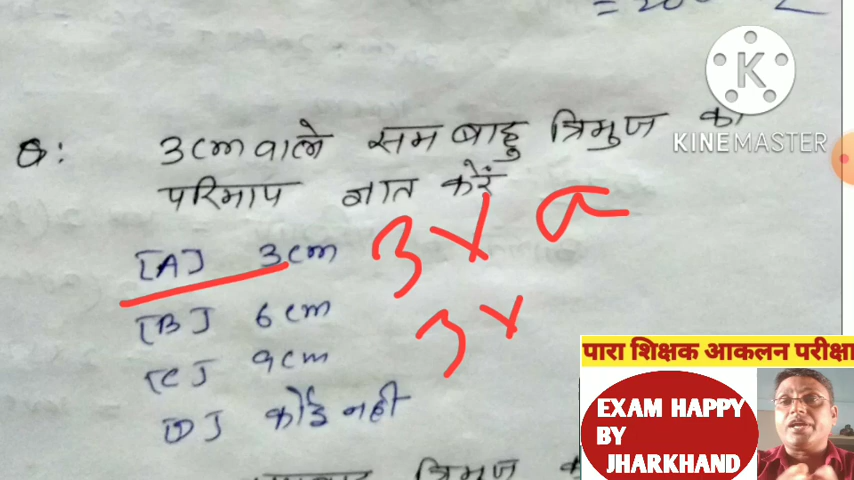 KINEMASTER
Q: 3cm वाले समबाहु त्रिभुज का
परिमाप ज्ञात करें
[A] 3cm
3 x a
[B] 6cm
3 x
[C] 9cm
[D] कोई नही
पारा शिक्षक आकलन परीक्षा
EXAM HAPPY
BY
JHARKHAND
त्रिभुज